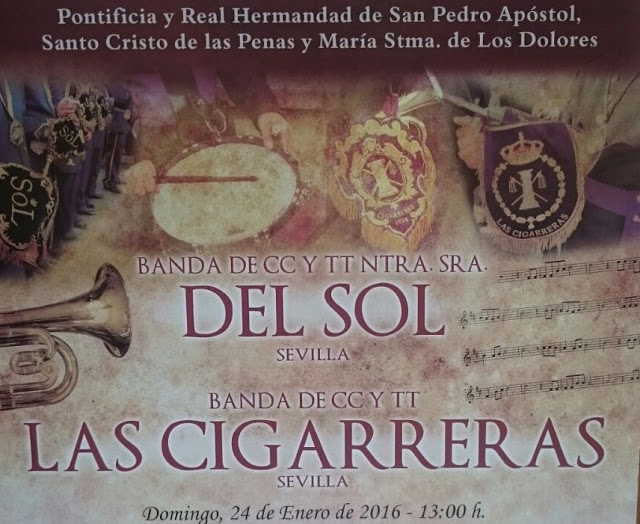 Pontificia y Real Hermandad de San Pedro Apóstol,
Santo Cristo de las Penas y María Stma. de Los Dolores
SOL
SOL
CIGARRERAS
LAS CIGARRERAS
BANDA DE CC Y TT NTRA. SRA.
DEL SOL
SEVILLA
BANDA DE CC Y TT
LAS CIGARRERAS
SEVILLA
Domingo, 24 de Enero de 2016 - 13:00 h.